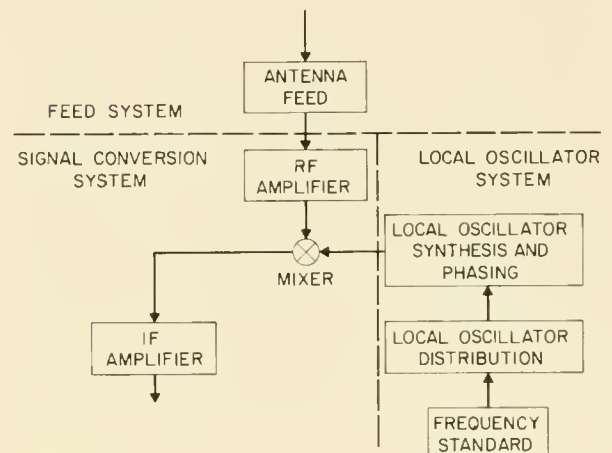 ANTENNA
FEED
FEED SYSTEM
SIGNAL CONVERSION
SYSTEM
RF
AMPLIFIER
LOCAL OSCILLATOR
SYSTEM
LOCAL OSCILLATOR
SYNTHESIS AND
PHASING
MIXER
IF
AMPLIFIER
LOCAL OSCILLATOR
DISTRIBUTION
FREQUENCY
STANDARD